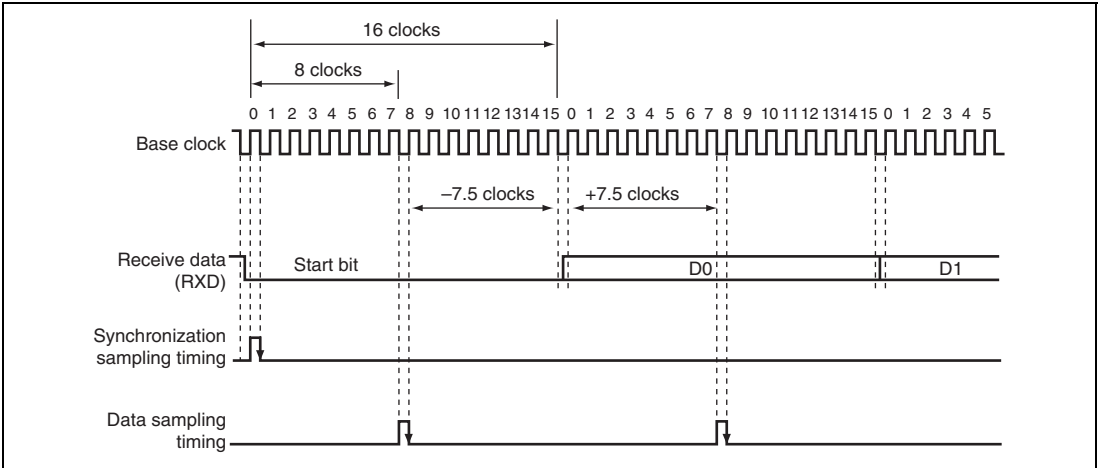 16 clocks
8 clocks
0 1 2 3 4 5 6 7 8 9 10 11 12 13 14 15 0 1 2 3 4 5 6 7 8 9 10 11 12 13 14 15 0 1 2 3 4 5
Base clock
–7.5 clocks +7.5 clocks
Receive data
(RXD)
Start bit D0 D1
Synchronization
sampling timing
Data sampling
timing